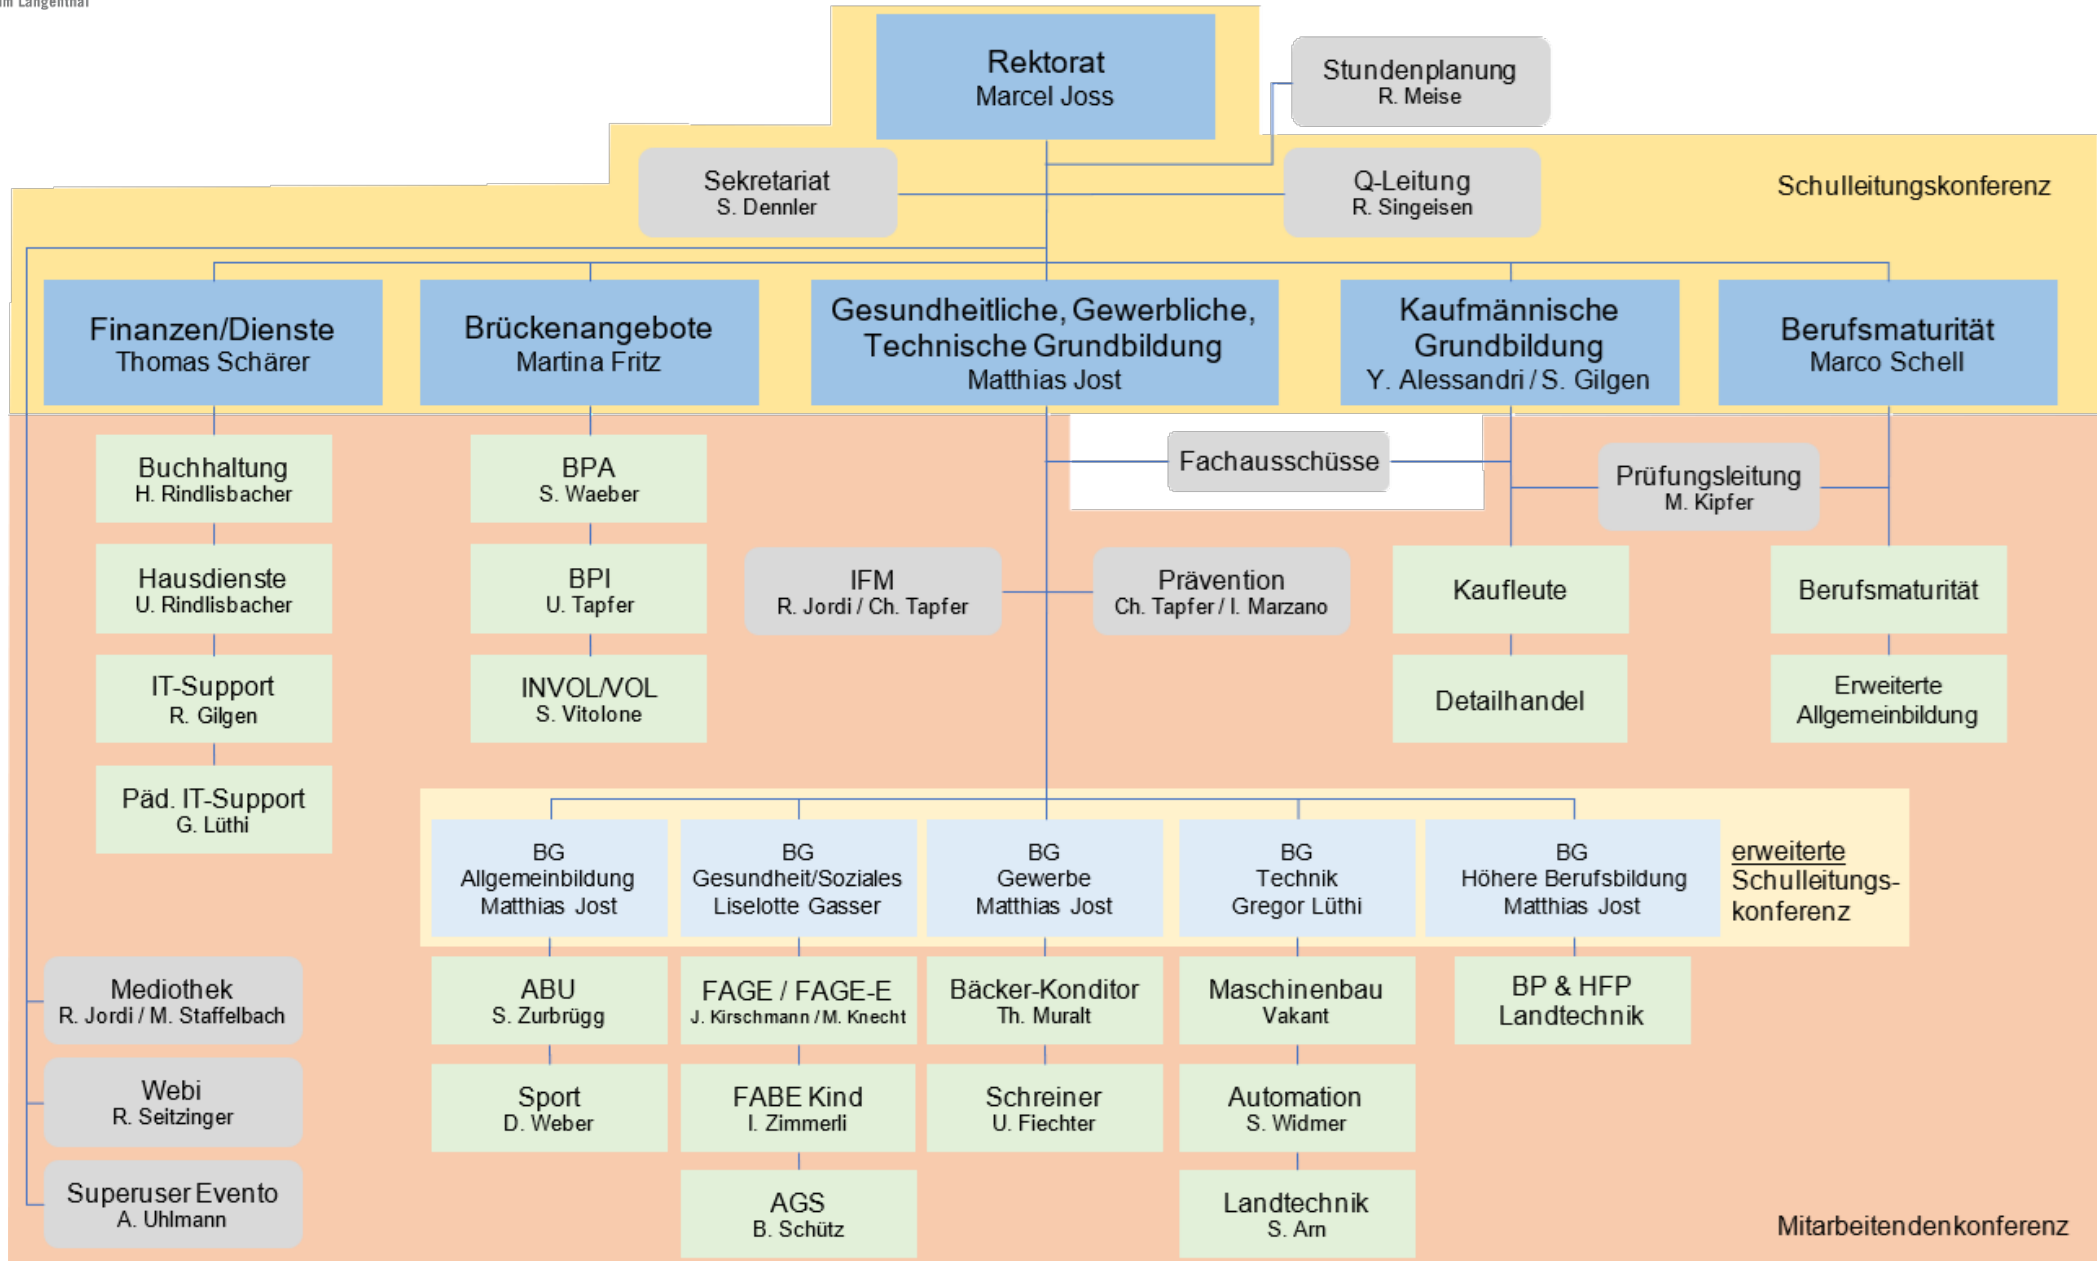 im Langenthal
Rektorat
Marcel Joss
Stundenplanung
R. Meise
Sekretariat
S. Dennler
Q-Leitung
R. Singeisen
Schulleitungskonferenz
Finanzen/Dienste
Thomas Schärer
Brückenangebote
Martina Fritz
Gesundheitliche, Gewerbliche,
Technische Grundbildung
Matthias Jost
Kaufmännische
Grundbildung
Y. Alessandri / S. Gilgen
Berufsmaturität
Marco Schell
Buchhaltung
H. Rindlisbacher
BPA
S. Waeber
Fachausschüsse
Prüfungsleitung
M. Kipfer
Hausdienste
U. Rindlisbacher
BPI
U. Tapfer
IFM
R. Jordi / Ch. Tapfer
Prävention
Ch. Tapfer / I. Marzano
Kaufleute
Berufsmaturität
IT-Support
R. Gilgen
INVOL/VOL
S. Vitolone
Detailhandel
Erweiterte
Allgemeinbildung
Päd. IT-Support
G. Lüthi
BG
Allgemeinbildung
Matthias Jost
BG
Gesundheit/Soziales
Liselotte Gasser
BG
Gewerbe
Matthias Jost
BG
Technik
Gregor Lüthi
BG
Höhere Berufsbildung
Matthias Jost
erweiterte
Schulleitungs-
konferenz
Mediothek
R. Jordi / M. Staffelbach
ABU
S. Zurbrügg
FAGE / FAGE-E
J. Kirschmann / M. Knecht
Bäcker-Konditor
Th. Muralt
Maschinenbau
Vakant
BP & HFP
Landtechnik
Webi
R. Seitzinger
Sport
D. Weber
FABE Kind
I. Zimmerli
Schreiner
U. Fiechter
Automation
S. Widmer
Superuser Evento
A. Uhlmann
AGS
B. Schütz
Landtechnik
S. Arn
Mitarbeitendenkonferenz